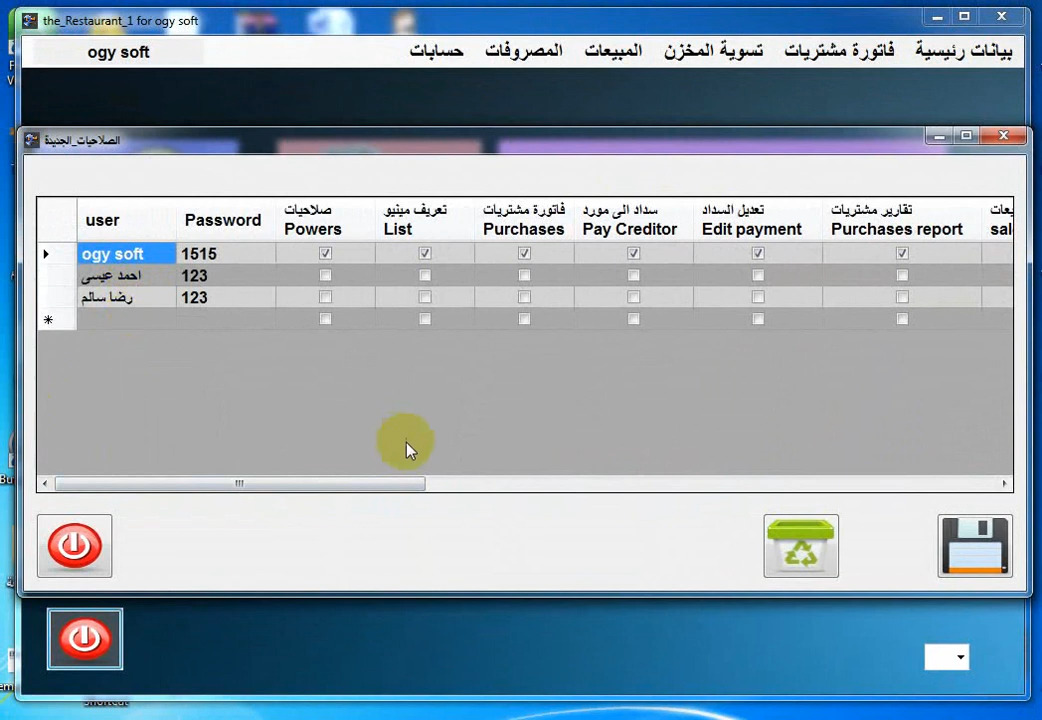 the_Restaurant_1 for ogy soft
ogy soft
بيانات رئيسية
فاتورة مشتريات
تسوية المخزن
المبيعات
المصروفات
حسابات
الصلاحيات_الجديدة
user
Password
صلاحيات
Powers
تعريف مينيو
List
فاتورة مشتريات
Purchases
سداد الى مورد
Pay Creditor
تعديل السداد
Edit payment
تقارير مشتريات
Purchases report
ogy soft 1515
احمد عيسى 123
رضا سالم 123